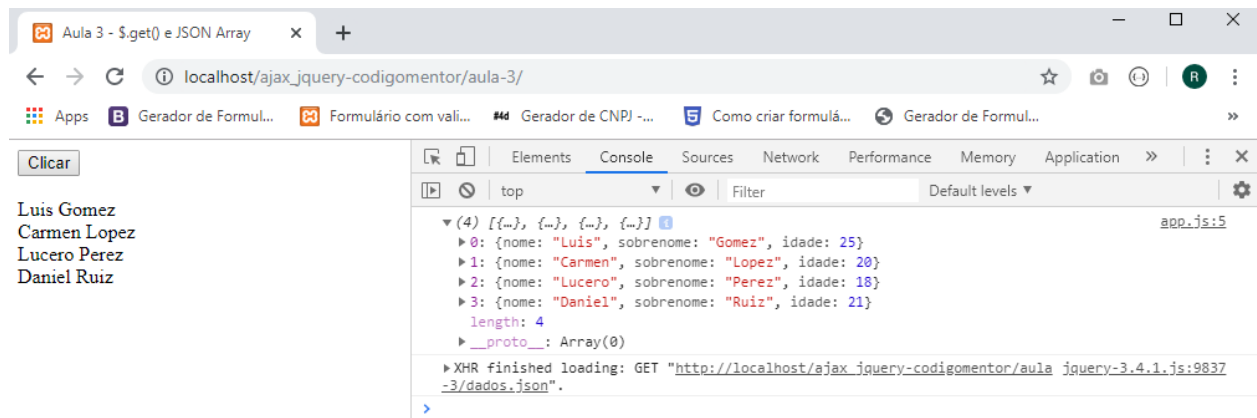 Aula 3 - $.get() e JSON Array
localhost/ajax_jquery-codigomentor/aula-3/
R
Apps
B Gerador de Formul...
Formulário com vali...
#4d Gerador de CNPJ -...
5 Como criar formulá...
Gerador de Formul...
»
Clicar
Luis Gomez
Carmen Lopez
Lucero Perez
Daniel Ruiz
Elements Console Sources Network Performance Memory Application »
top Filter Default levels ▼
▼(4) [{…}, {…}, {…}, {…}] i app.js:5
▶0: {nome: "Luis", sobrenome: "Gomez", idade: 25}
▶1: {nome: "Carmen", sobrenome: "Lopez", idade: 20}
▶2: {nome: "Lucero", sobrenome: "Perez", idade: 18}
▶3: {nome: "Daniel", sobrenome: "Ruiz", idade: 21}
length: 4
▶__proto__: Array(0)
▶XHR finished loading: GET "http://localhost/ajax_jquery-codigomentor/aula jquery-3.4.1.js:9837
-3/dados.json".
>